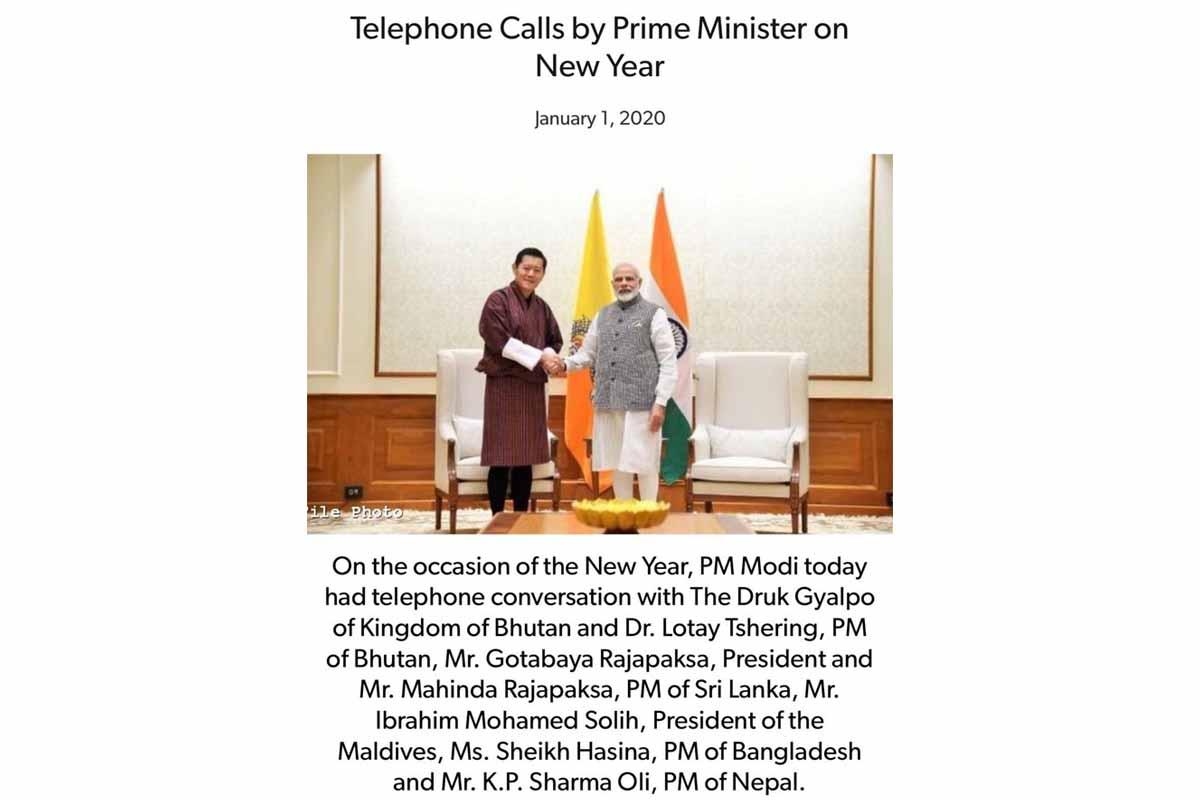 Telephone Calls by Prime Minister on
New Year
January 1, 2020
File Photo
On the occasion of the New Year, PM Modi today
had telephone conversation with The Druk Gyalpo
of Kingdom of Bhutan and Dr. Lotay Tshering, PM
of Bhutan, Mr. Gotabaya Rajapaksa, President and
Mr. Mahinda Rajapaksa, PM of Sri Lanka, Mr.
Ibrahim Mohamed Solih, President of the
Maldives, Ms. Sheikh Hasina, PM of Bangladesh
and Mr. K.P. Sharma Oli, PM of Nepal.